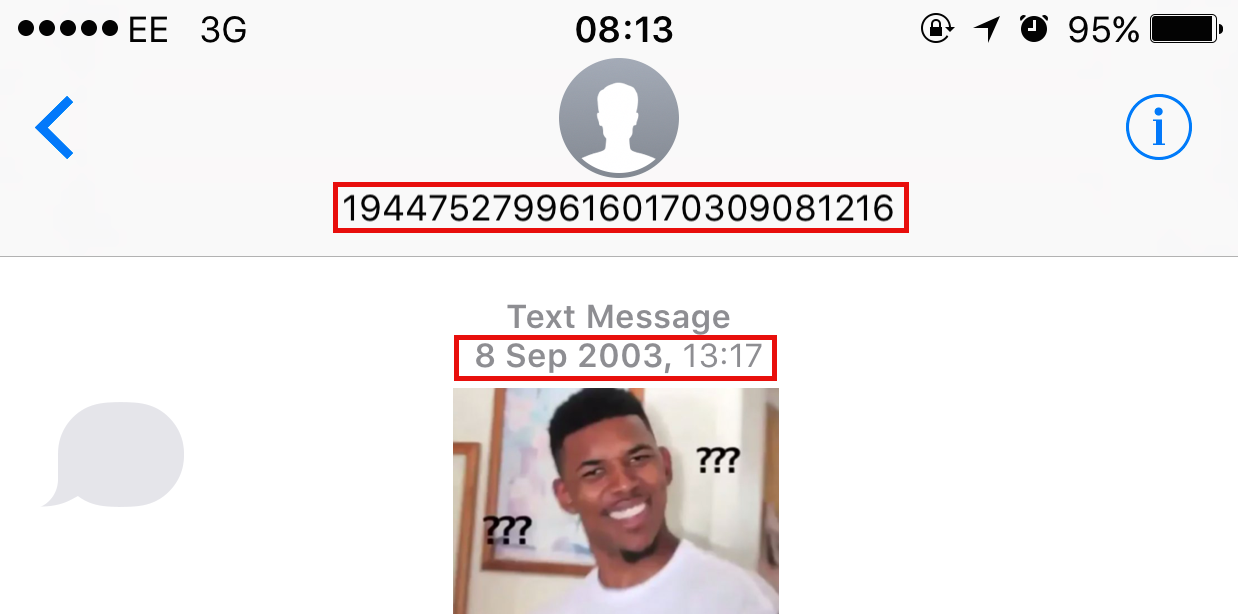 EE 3G 08:13 95%
19447527996160170309081216
Text Message
8 Sep 2003, 13:17
???
???